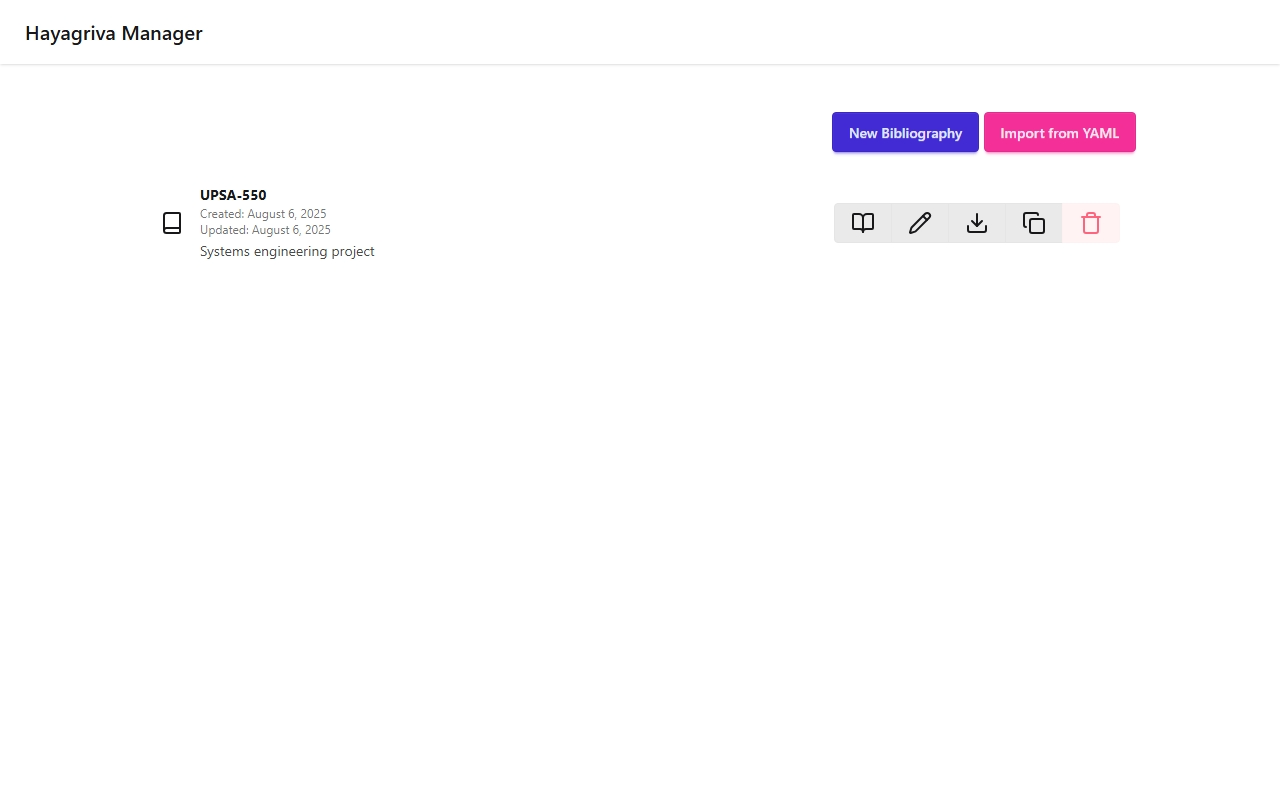 Hayagriva Manager
New Bibliography
Import from YAML
UPSA-550
Created: August 6, 2025
Updated: August 6, 2025
Systems engineering project